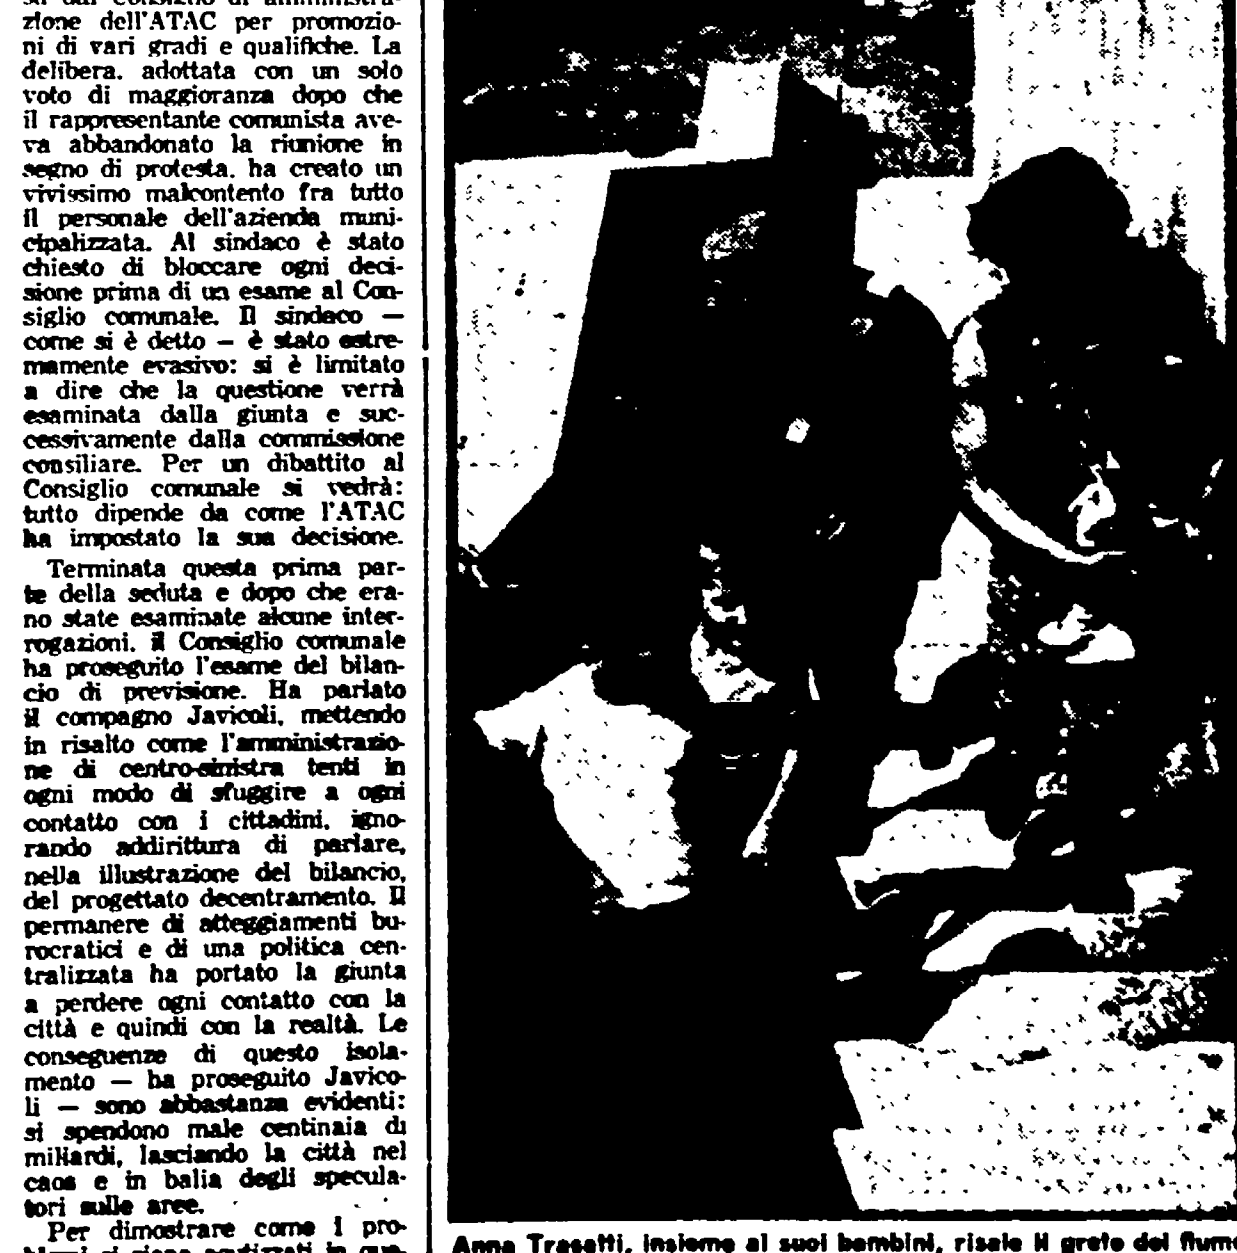 zione dell'ATAC per promozio-
ni di vari gradi e qualifiche. La
delibera. adottata con un solo
voto di maggioranza dopo che
il rappresentante comunista ave-
va abbandonato la riunione in
segno di protesta. ha creato un
vivissimo malcontento fra tutto
il personale dell'azienda muni-
cipalizzata. Al sindaco è stato
chiesto di bloccare ogni deci-
sione prima di un esame al Con-
siglio comunale. Il sindaco —
come si è detto — è stato estre-
mamente evasivo: si è limitato
a dire che la questione verrà
esaminata dalla giunta e suc-
cessivamente dalla commissione
consiliare. Per un dibattito al
Consiglio comunale si vedrà:
tutto dipende da come l'ATAC
ha impostato la sua decisione.
Terminata questa prima par-
te della seduta e dopo che era-
no state esaminate alcune inter-
rogazioni. il Consiglio comunale
ha proseguito l'esame del bilan-
cio di previsione. Ha parlato
il compagno Javicoli, mettendo
in risalto come l'amministrazio-
ne di centro-sinistra tenti in
ogni modo di sfuggire a ogni
contatto con i cittadini, igno-
rando addirittura di parlare,
nella illustrazione del bilancio,
del progettato decentramento. Il
permanere di atteggiamenti bu-
rocratici e di una politica cen-
tralizzata ha portato la giunta
a perdere ogni contatto con la
città e quindi con la realtà. Le
conseguenze di questo isola-
mento — ha proseguito Javico-
li — sono abbastanza evidenti:
si spendono male centinaia di
miliardi, lasciando la città nel
caos e in balia degli specula-
tori sulle aree.
Per dimostrare come i pro-
Anna Trasatti, insieme ai suoi bambini, risale il greto del fiume